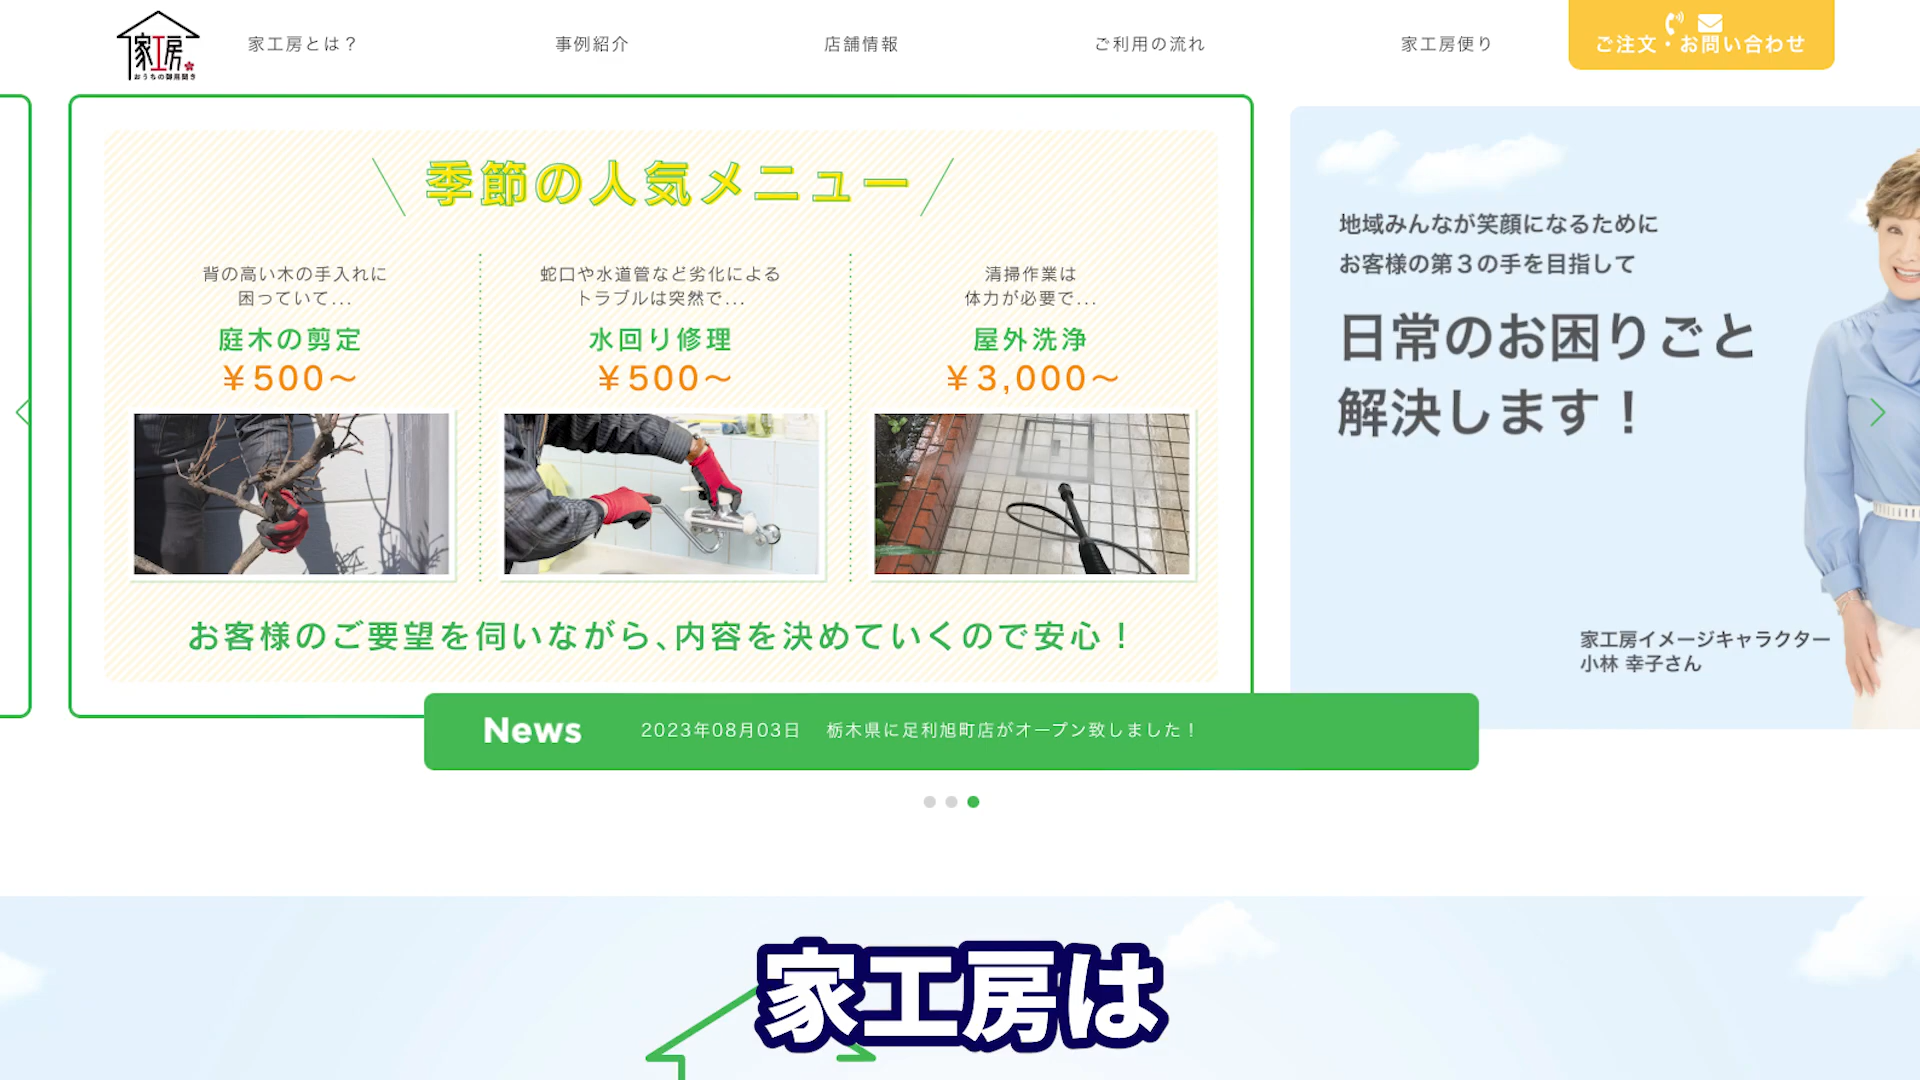 家工房
おうちの御用聞き
家工房とは？
事例紹介
店舗情報
ご利用の流れ
家工房便り
ご注文・お問い合わせ
季節の人気メニュー
背の高い木の手入れに
困っていて...
庭木の剪定
￥500～
蛇口や水道管など劣化による
トラブルは突然で...
水回り修理
￥500～
清掃作業は
体力が必要で...
屋外洗浄
￥3,000～
お客様のご要望を伺いながら、内容を決めていくので安心！
地域みんなが笑顔になるために
お客様の第３の手を目指して
日常のお困りごと
解決します！
家工房イメージキャラクター
小林 幸子さん
News
2023年08月03日 栃木県に足利旭町店がオープン致しました！
家工房は